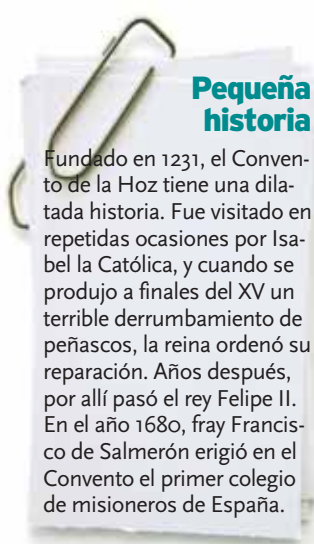 Pequeña
historia
Fundado en 1231, el Conven-
to de la Hoz tiene una dila-
tada historia. Fue visitado en
repetidas ocasiones por Isa-
bel la Católica, y cuando se
produjo a finales del XV un
terrible derrumbamiento de
peñascos, la reina ordenó su
reparación. Años después,
por allí pasó el rey Felipe II.
En el año 1680, fray Francis-
co de Salmerón erigió en el
Convento el primer colegio
de misioneros de España.